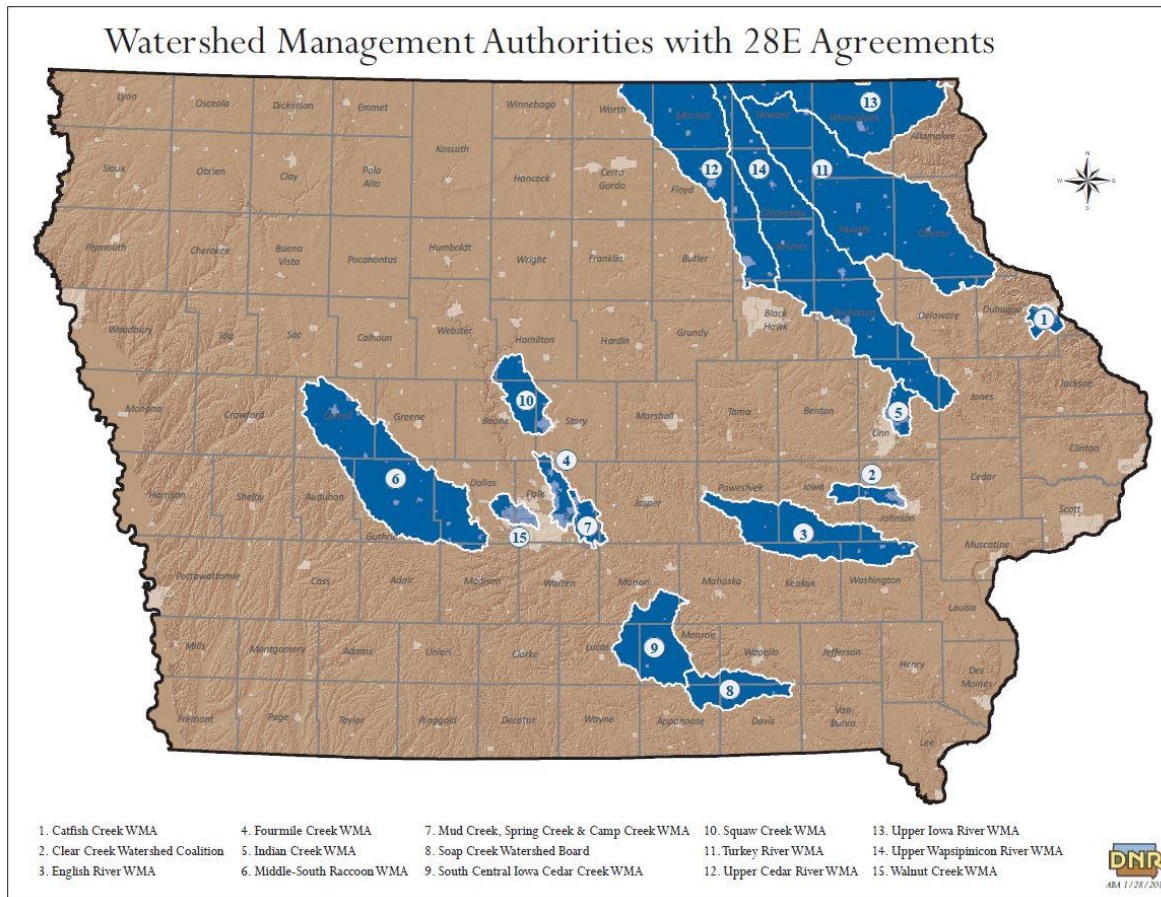 Watershed Management Authorities with 28E Agreements
Lyon
Osceola
Dickinson
Emmet
Winnebago
Worth
Mitchell
Howard
13
Winneshiek
Allamakee
Kossuth
N
W
E
S
Sioux
Obrien
Clay
Palo
Alto
Hancock
Cerro
Gordo
Floyd
12
14
11
Chickasaw
Fayette
Clayton
Plymouth
Cherokee
Buena
Vista
Pocahontas
Humboldt
Wright
Franklin
Butler
Bremer
Woodbury
Ida
Sac
Calhoun
Webster
Hamilton
Hardin
Grundy
Black
Hawk
Buchanan
Delaware
Dubuque
1
Monona
Crawford
Carroll
Greene
Boone
10
Story
Marshall
Tama
Benton
5
Linn
Jones
Jackson
Clinton
Harrison
Shelby
Audubon
6
Guthrie
Dallas
4
Polk
15
7
Jasper
Poweshiek
Iowa
2
Johnson
3
Cedar
Scott
Muscatine
Pottawattamie
Cass
Adair
Madison
Warren
Marion
Mahaska
Keokuk
Washington
Louisa
Mills
Montgomery
Adams
Union
Clarke
Lucas
9
Monroe
Wapello
Jefferson
Henry
Des
Moines
Fremont
Page
Taylor
Ringgold
Decatur
Wayne
Appanoose
8
Davis
Van
Buren
Lee
1. Catfish Creek WMA
2. Clear Creek Watershed Coalition
3. English River WMA
4. Fourmile Creek WMA
5. Indian Creek WMA
6. Middle-South Raccoon WMA
7. Mud Creek, Spring Creek & Camp Creek WMA
8. Soap Creek Watershed Board
9. South Central Iowa Cedar Creek WMA
10. Squaw Creek WMA
11. Turkey River WMA
12. Upper Cedar River WMA
13. Upper Iowa River WMA
14. Upper Wapsipinicon River WMA
15. Walnut Creek WMA
DNR
ABA 1/28/201